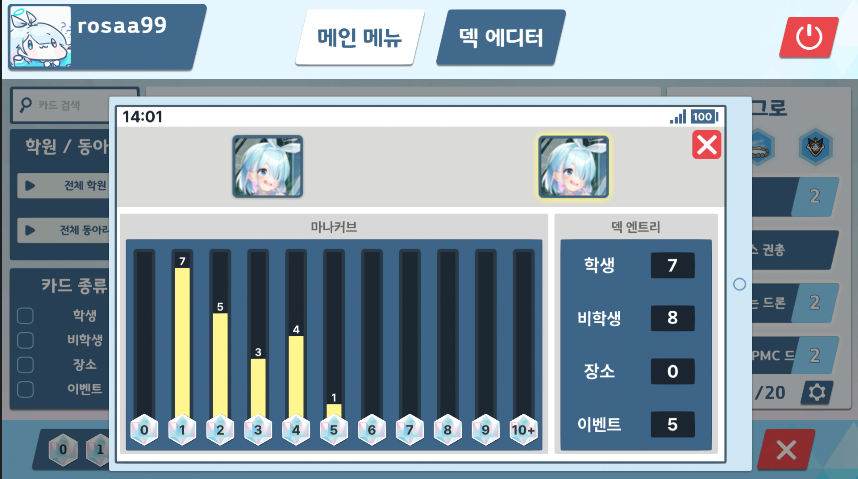 rosaa99
메인 메뉴
덱 에디터
카드 검색
그로
학원 / 동아
전체 학원
전체 동아리
카드 종류
학생
비학생
장소
이벤트
0
1
14:01
100
마나커브
7
5
3
4
1
0
1
2
3
4
5
6
7
8
9
10+
덱 엔트리
학생 7
비학생 8
장소 0
이벤트 5
2
스 권총
는 드론 2
PMC 드 2
/20